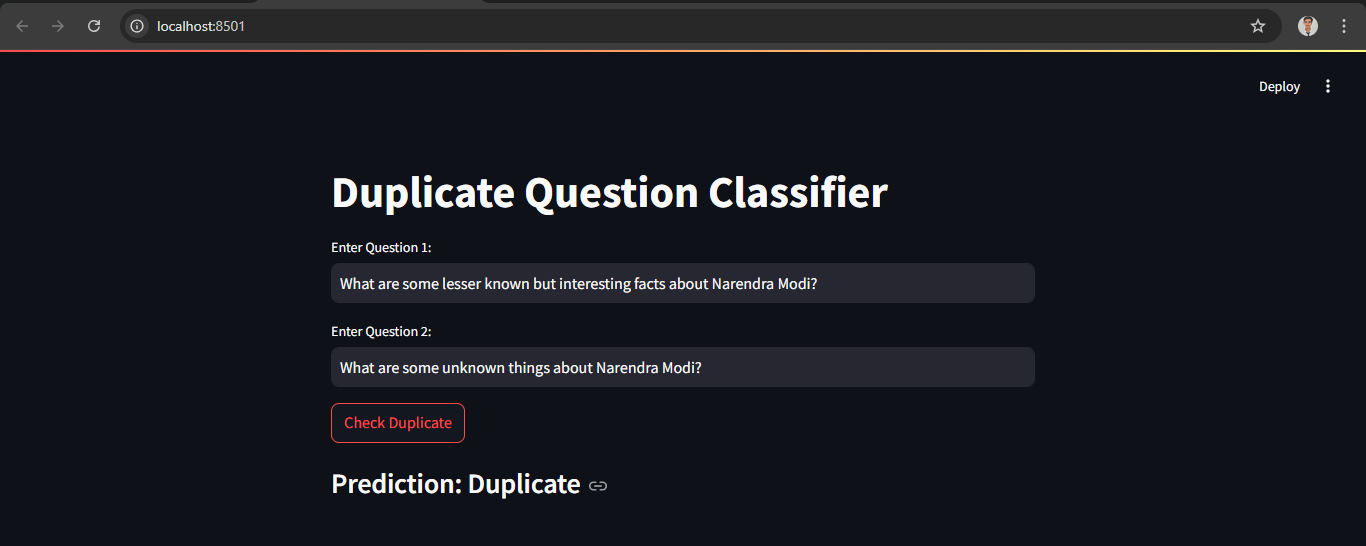 localhost:8501
Deploy
Duplicate Question Classifier
Enter Question 1:
What are some lesser known but interesting facts about Narendra Modi?
Enter Question 2:
What are some unknown things about Narendra Modi?
Check Duplicate
Prediction: Duplicate